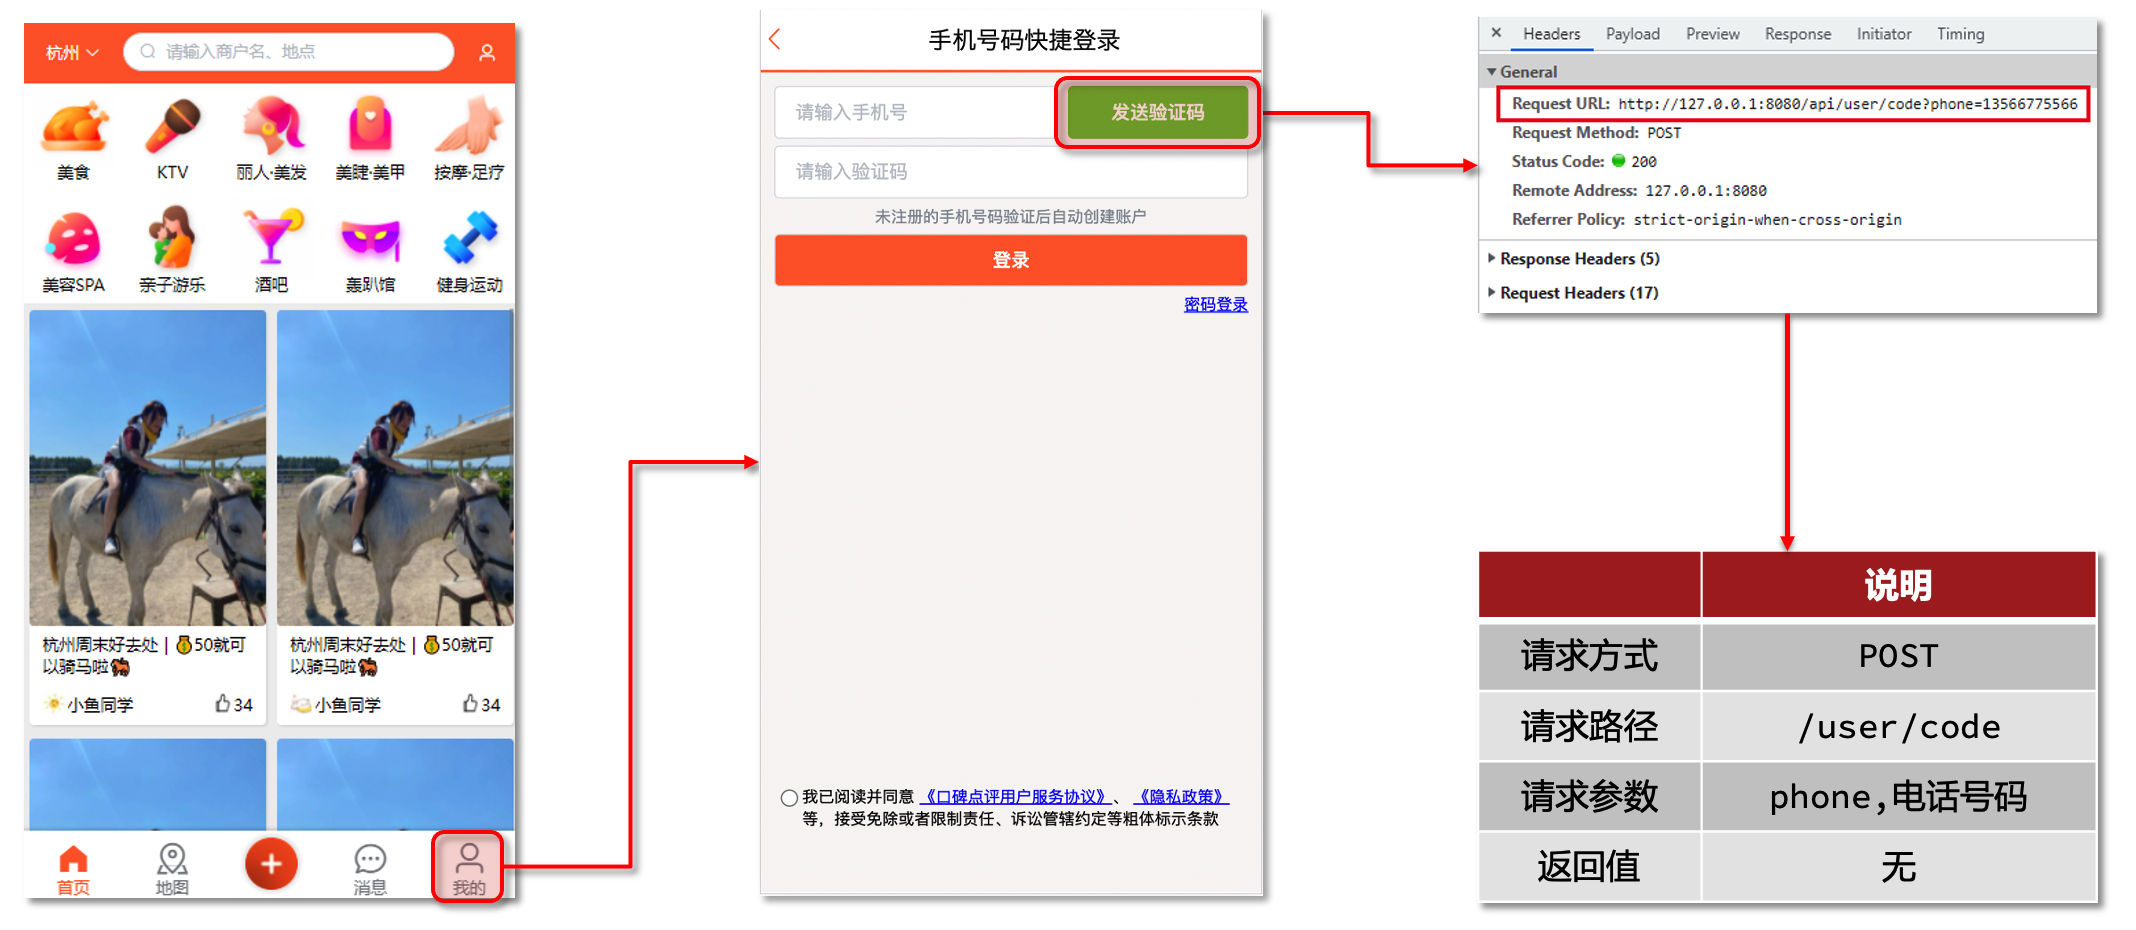 杭州
请输入商户名、地点
美食
KTV
丽人·美发
美睫·美甲
按摩·足疗
美容SPA
亲子游乐
酒吧
轰趴馆
健身运动
杭州周末好去处 | 💰50就可
以骑马啦🐎
小鱼同学
34
杭州周末好去处 | 💰50就可
以骑马啦🐎
小鱼同学
34
首页
地图
消息
我的
手机号码快捷登录
请输入手机号
发送验证码
请输入验证码
未注册的手机号码验证后自动创建账户
登录
密码登录
我已阅读并同意 《口碑点评用户服务协议》、 《隐私政策》
等，接受免除或者限制责任、诉讼管辖约定等粗体标示条款
Headers Payload Preview Response Initiator Timing
General
Request URL: http://127.0.0.1:8080/api/user/code?phone=13566775566
Request Method: POST
Status Code: 200
Remote Address: 127.0.0.1:8080
Referrer Policy: strict-origin-when-cross-origin
Response Headers (5)
Request Headers (17)
说明
请求方式 POST
请求路径 /user/code
请求参数 phone,电话号码
返回值 无